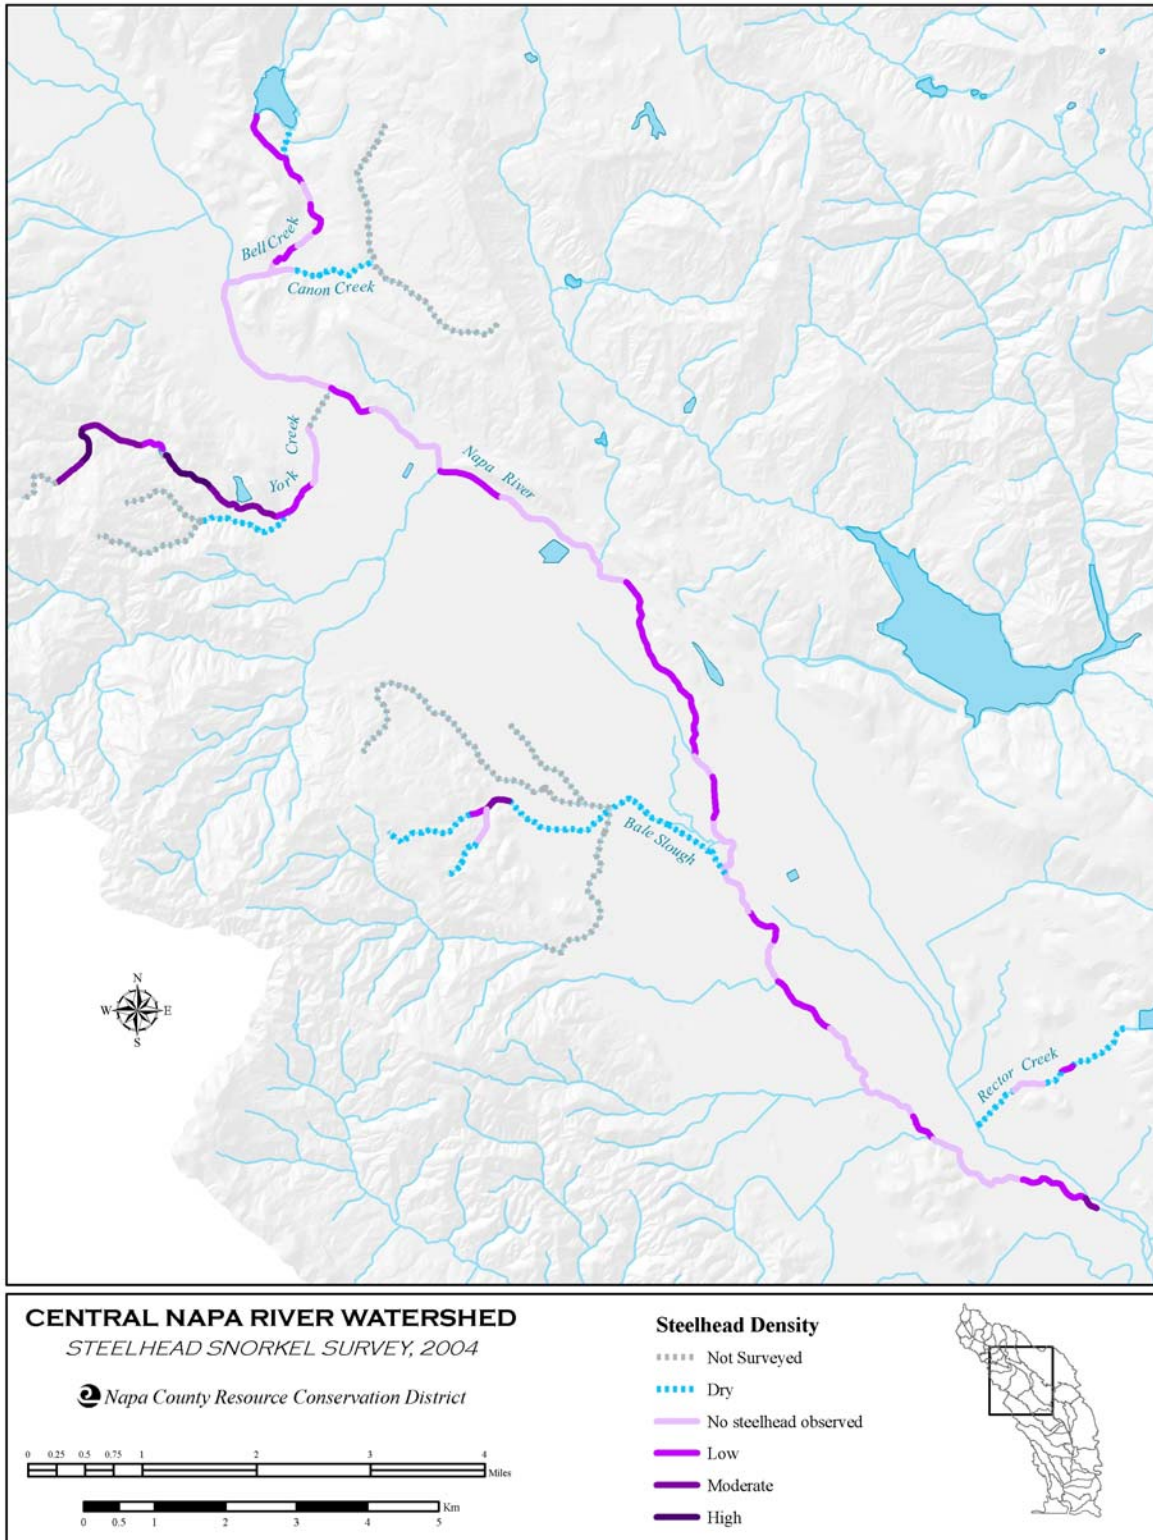 Bell Creek
Canon Creek
York Creek
Napa River
Bale Slough
N
W E
S
Rector Creek
CENTRAL NAPA RIVER WATERSHED
STEELHEAD SNORKEL SURVEY, 2004
Napa County Resource Conservation District
0 0.25 0.5 0.75 1 2 3 4
Miles
Km
0 0.5 1 2 3 4 5
Steelhead Density
Not Surveyed
Dry
No steelhead observed
Low
Moderate
High